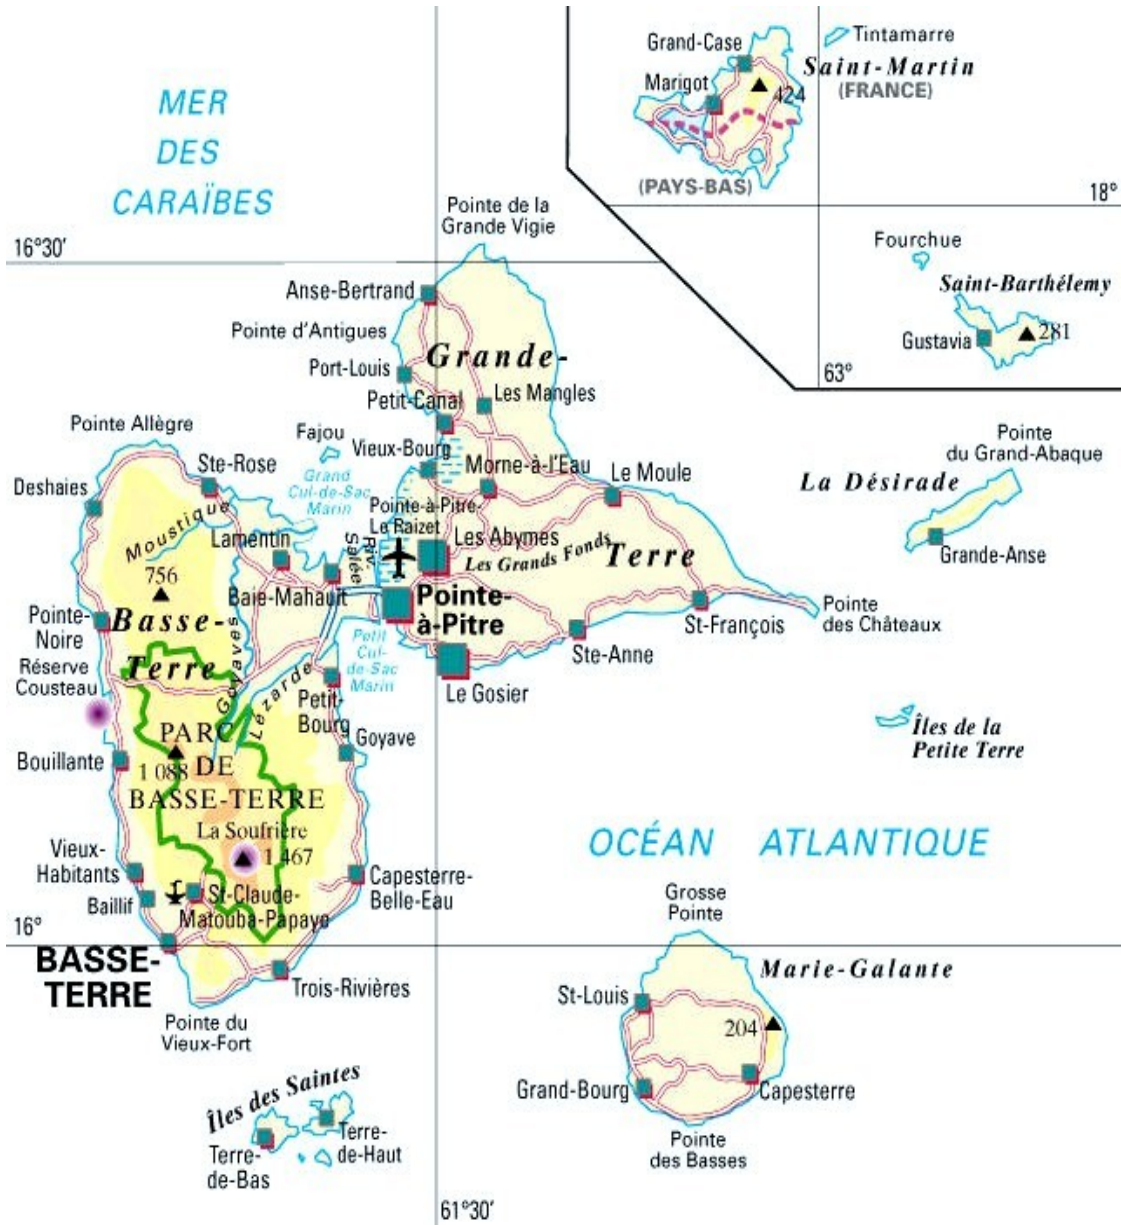 Grand-Case
Tintamarre
Saint-Martin
(FRANCE)
Marigot
424
(PAYS-BAS)
18°
Fourchue
Saint-Barthélemy
Gustavia
281
63°
MER
DES
CARAÏBES
16°30'
Pointe de la
Grande Vigie
Anse-Bertrand
Pointe d'Antigues
Grande-
Port-Louis
Les Mangles
Petit-Canal
Pointe Allègre
Fajou
Vieux-Bourg
Ste-Rose
Grand
Cul-de-Sac
Marin
Morne-à-l'Eau
Le Moule
Deshaies
Moustique
Pointe-à-Pitre-
Le Raizet
Lamentin
Riv.
Salée
Les Abymes
Les Grands Fonds
Terre
Pointe
du Grand-Abaque
La Désirade
Grande-Anse
756
Baie-Mahault
Pointe-
à-Pitre
Pointe-
Noire
Basse-
Terre
Goyaves
Petit
Cul-
de-Sac
Marin
Ste-Anne
St-François
Pointe
des Châteaux
Réserve
Cousteau
Lézarde
Petit-
Bourg
Le Gosier
PARC
DE
BASSE-TERRE
1 088
Goyave
Bouillante
Îles de la
Petite Terre
La Soufrière
1 467
OCÉAN ATLANTIQUE
Vieux-
Habitants
Baillif
St-Claude-
Matouba-Papaye
Capesterre-
Belle-Eau
16°
BASSE-
TERRE
Trois-Rivières
Pointe du
Vieux-Fort
Grosse
Pointe
Marie-Galante
St-Louis
204
Grand-Bourg
Capesterre
Pointe
des Basses
Îles des Saintes
Terre-
de-Bas
Terre-
de-Haut
61°30'